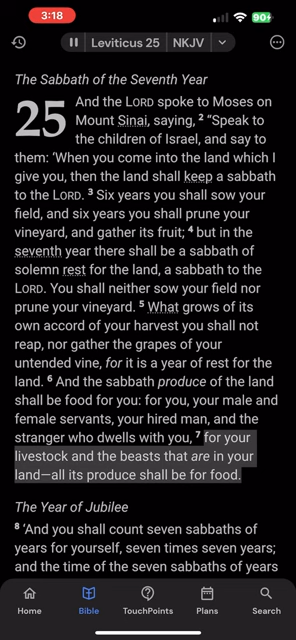 3:18
90+
Leviticus 25 NKJV
The Sabbath of the Seventh Year
25 And the LORD spoke to Moses on
Mount Sinai, saying, 2 “Speak to
the children of Israel, and say to
them: ‘When you come into the land which I
give you, then the land shall keep a sabbath
to the LORD. 3 Six years you shall sow your
field, and six years you shall prune your
vineyard, and gather its fruit; 4 but in the
seventh year there shall be a sabbath of
solemn rest for the land, a sabbath to the
LORD. You shall neither sow your field nor
prune your vineyard. 5 What grows of its
own accord of your harvest you shall not
reap, nor gather the grapes of your
untended vine, for it is a year of rest for the
land. 6 And the sabbath produce of the land
shall be food for you: for you, your male and
female servants, your hired man, and the
stranger who dwells with you, 7 for your
livestock and the beasts that are in your
land—all its produce shall be for food.
The Year of Jubilee
8 ‘And you shall count seven sabbaths of
years for yourself, seven times seven years;
and the time of the seven sabbaths of years
Home Bible TouchPoints Plans Search